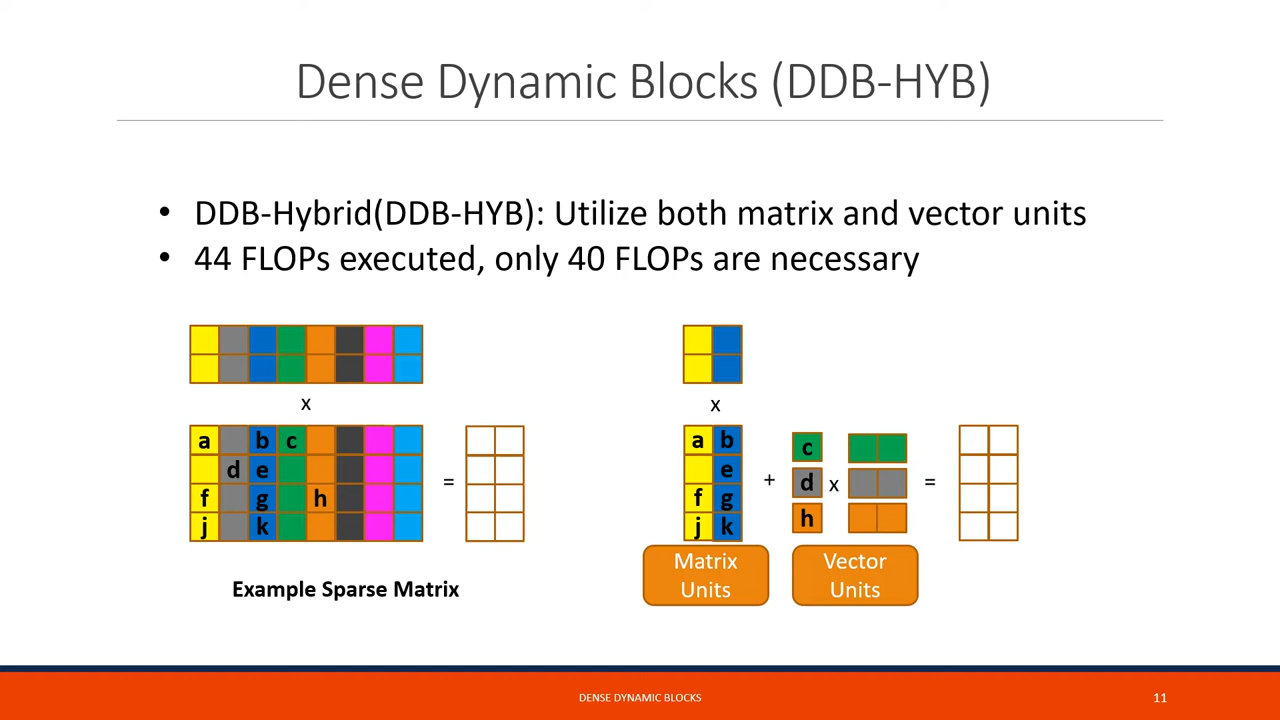 Dense Dynamic Blocks (DDB-HYB)
• DDB-Hybrid(DDB-HYB): Utilize both matrix and vector units
• 44 FLOPs executed, only 40 FLOPs are necessary
x
a b c
d e
f g h
j k
=
Example Sparse Matrix
x
a b
e
f g
j k
+
c
d
h
x
=
Matrix
Units
Vector
Units
DENSE DYNAMIC BLOCKS
11